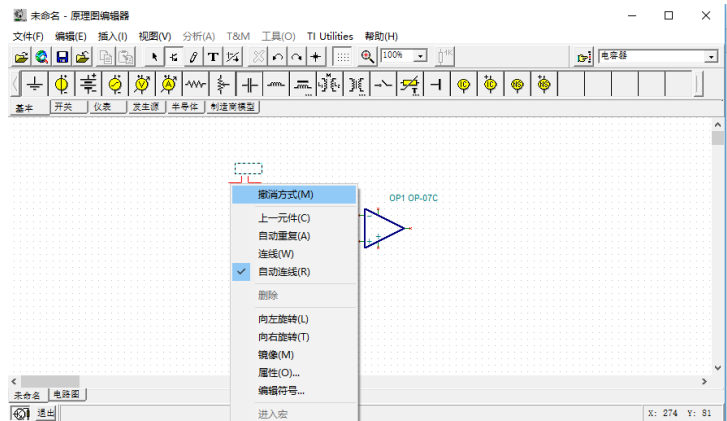 未命名 - 原理图编辑器
文件(F) 编辑(E) 插入(I) 视图(V) 分析(A) T&M 工具(O) TI Utilities 帮助(H)
100%
1K
电容器
基本 开关 仪表 发生源 半导体 制造商模型
撤消方式(M)
上一元件(C)
自动重复(A)
连线(W)
自动连线(R)
删除
向左旋转(L)
向右旋转(T)
镜像(M)
属性(O)...
编辑符号...
进入宏
OP1 OP-07C
未命名 电路图
退出
X: 274 Y: 81